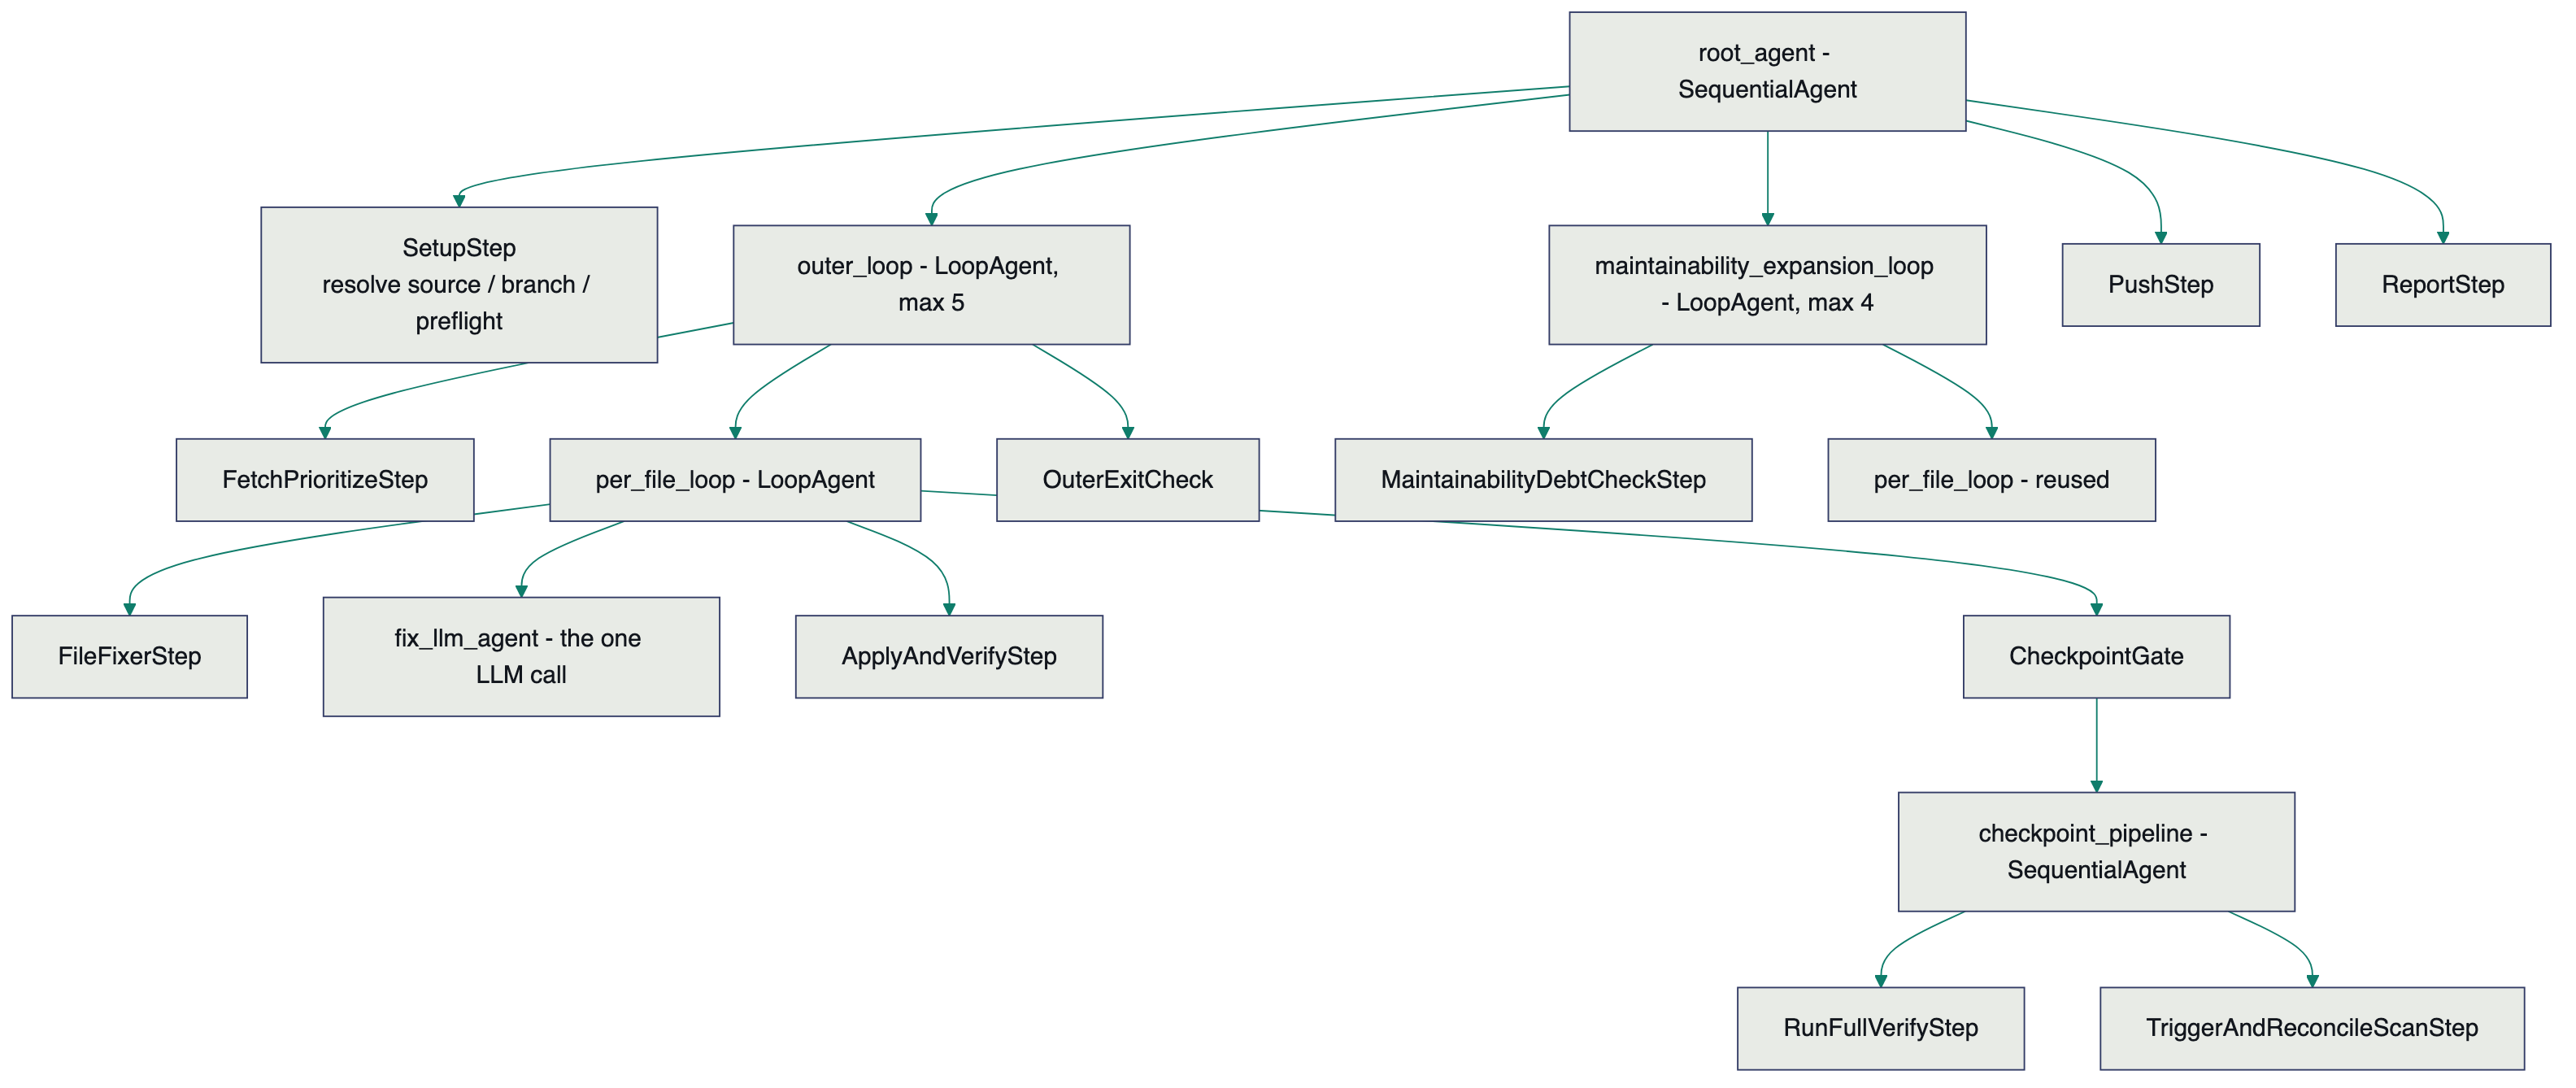 root_agent -
SequentialAgent
SetupStep
resolve source / branch /
preflight
outer_loop - LoopAgent,
max 5
maintainability_expansion_loop
- LoopAgent, max 4
PushStep
ReportStep
FetchPrioritizeStep
per_file_loop - LoopAgent
OuterExitCheck
MaintainabilityDebtCheckStep
per_file_loop - reused
FileFixerStep
fix_llm_agent - the one
LLM call
ApplyAndVerifyStep
CheckpointGate
checkpoint_pipeline -
SequentialAgent
RunFullVerifyStep
TriggerAndReconcileScanStep